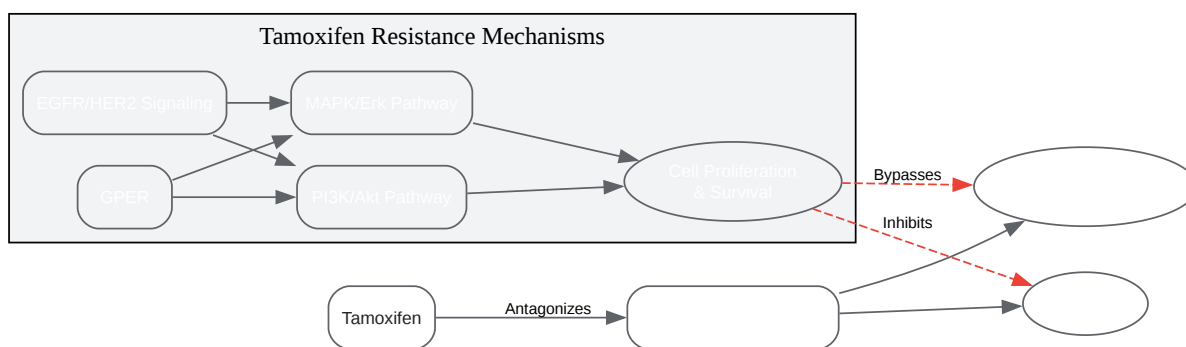 Tamoxifen Resistance Mechanisms
EGFR/HER2 Signaling
MAPK/Erk Pathway
GPER
PI3K/Akt Pathway
Cell Proliferation
& Survival
Bypasses
Inhibits
Tamoxifen
Antagonizes